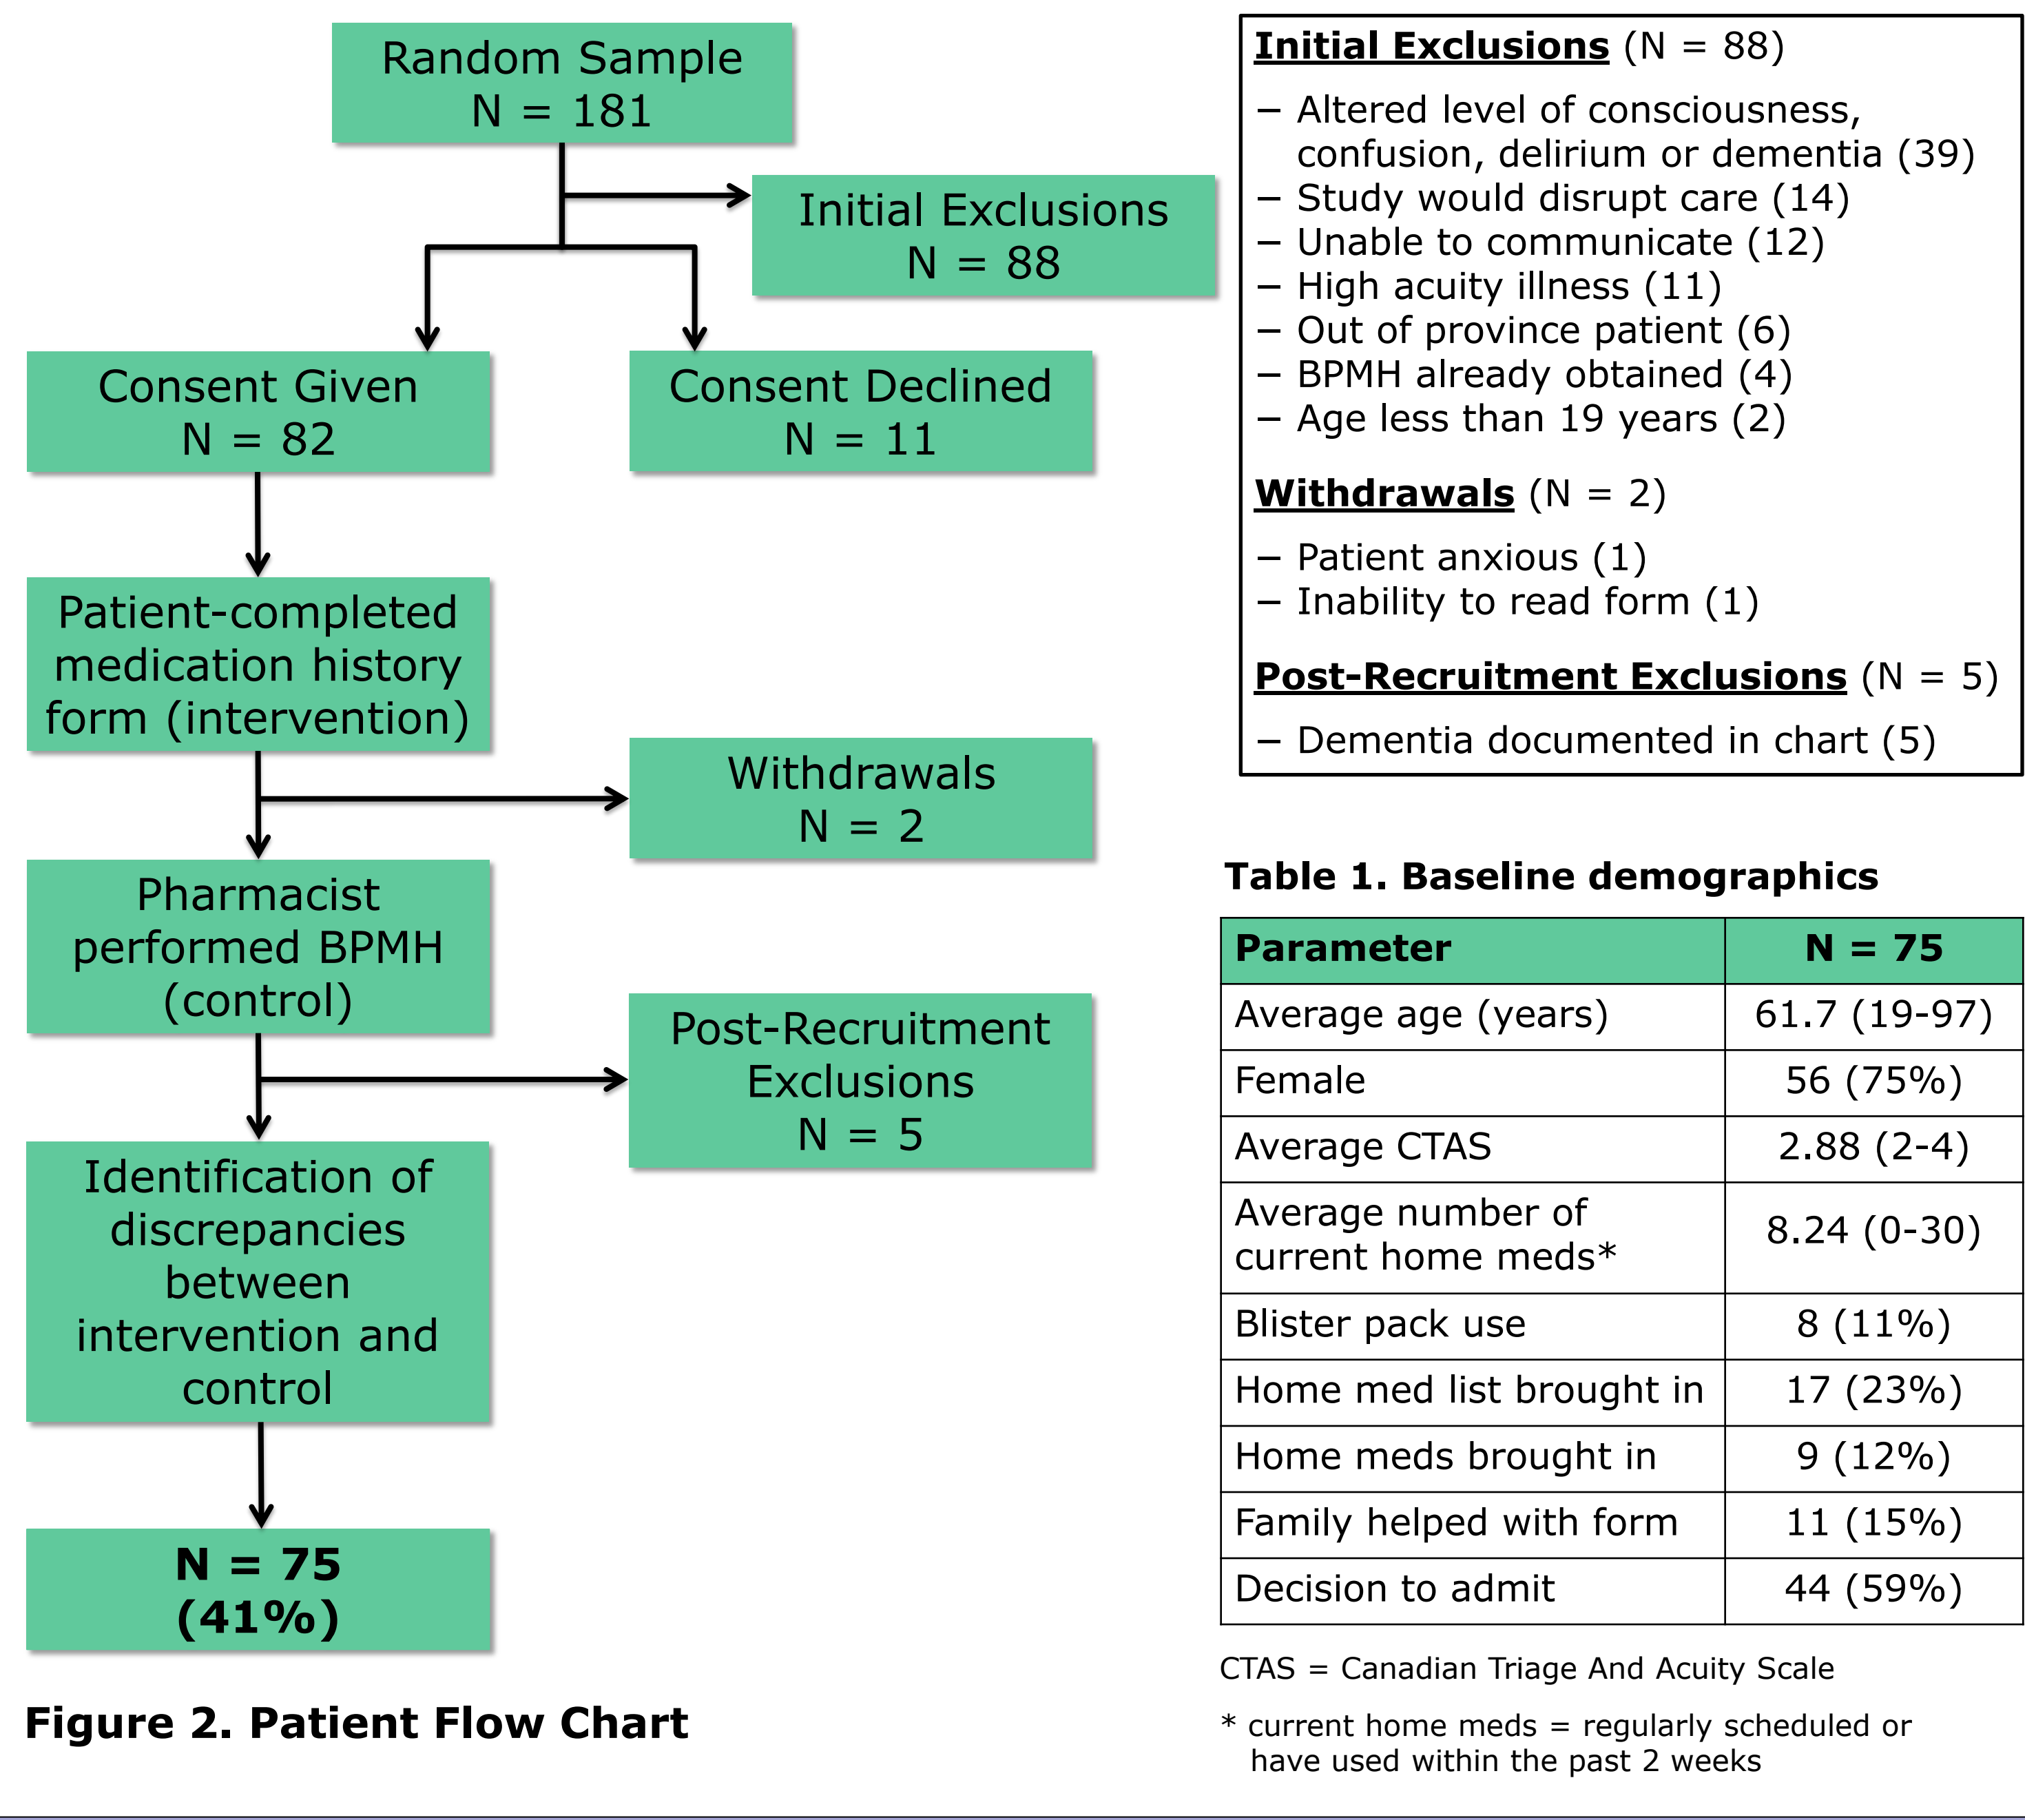 Random Sample
N = 181
Initial Exclusions
N = 88
Consent Given
N = 82
Consent Declined
N = 11
Patient-completed
medication history
form (intervention)
Withdrawals
N = 2
Pharmacist
performed BPMH
(control)
Post-Recruitment
Exclusions
N = 5
Identification of
discrepancies
between
intervention and
control
N = 75
(41%)
Figure 2. Patient Flow Chart
Initial Exclusions (N = 88)
– Altered level of consciousness,
confusion, delirium or dementia (39)
– Study would disrupt care (14)
– Unable to communicate (12)
– High acuity illness (11)
– Out of province patient (6)
– BPMH already obtained (4)
– Age less than 19 years (2)
Withdrawals (N = 2)
– Patient anxious (1)
– Inability to read form (1)
Post-Recruitment Exclusions (N = 5)
– Dementia documented in chart (5)
Table 1. Baseline demographics
Parameter N = 75
Average age (years) 61.7 (19-97)
Female 56 (75%)
Average CTAS 2.88 (2-4)
Average number of
current home meds* 8.24 (0-30)
Blister pack use 8 (11%)
Home med list brought in 17 (23%)
Home meds brought in 9 (12%)
Family helped with form 11 (15%)
Decision to admit 44 (59%)
CTAS = Canadian Triage And Acuity Scale
* current home meds = regularly scheduled or
have used within the past 2 weeks